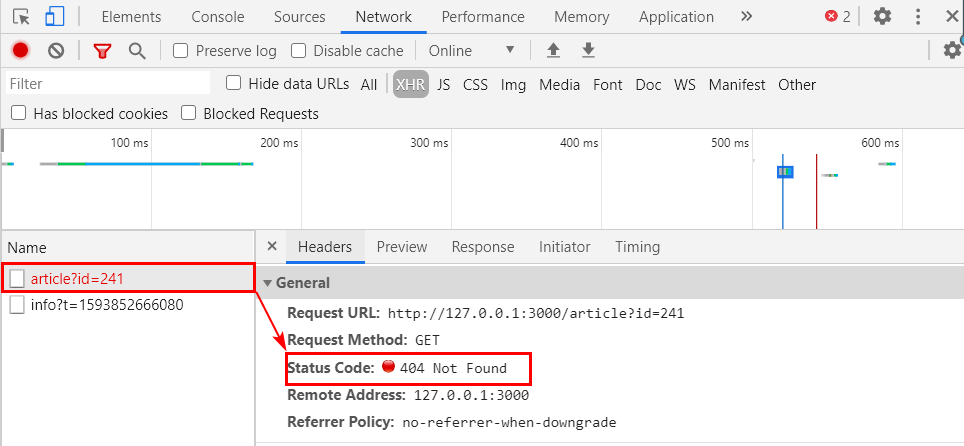 Elements Console Sources Network Performance Memory Application » 2
Preserve log Disable cache Online
Filter Hide data URLs All XHR JS CSS Img Media Font Doc WS Manifest Other
Has blocked cookies Blocked Requests
100 ms 200 ms 300 ms 400 ms 500 ms 600 ms
Name
Headers Preview Response Initiator Timing
article?id=241
info?t=1593852666080
General
Request URL: http://127.0.0.1:3000/article?id=241
Request Method: GET
Status Code: 404 Not Found
Remote Address: 127.0.0.1:3000
Referrer Policy: no-referrer-when-downgrade